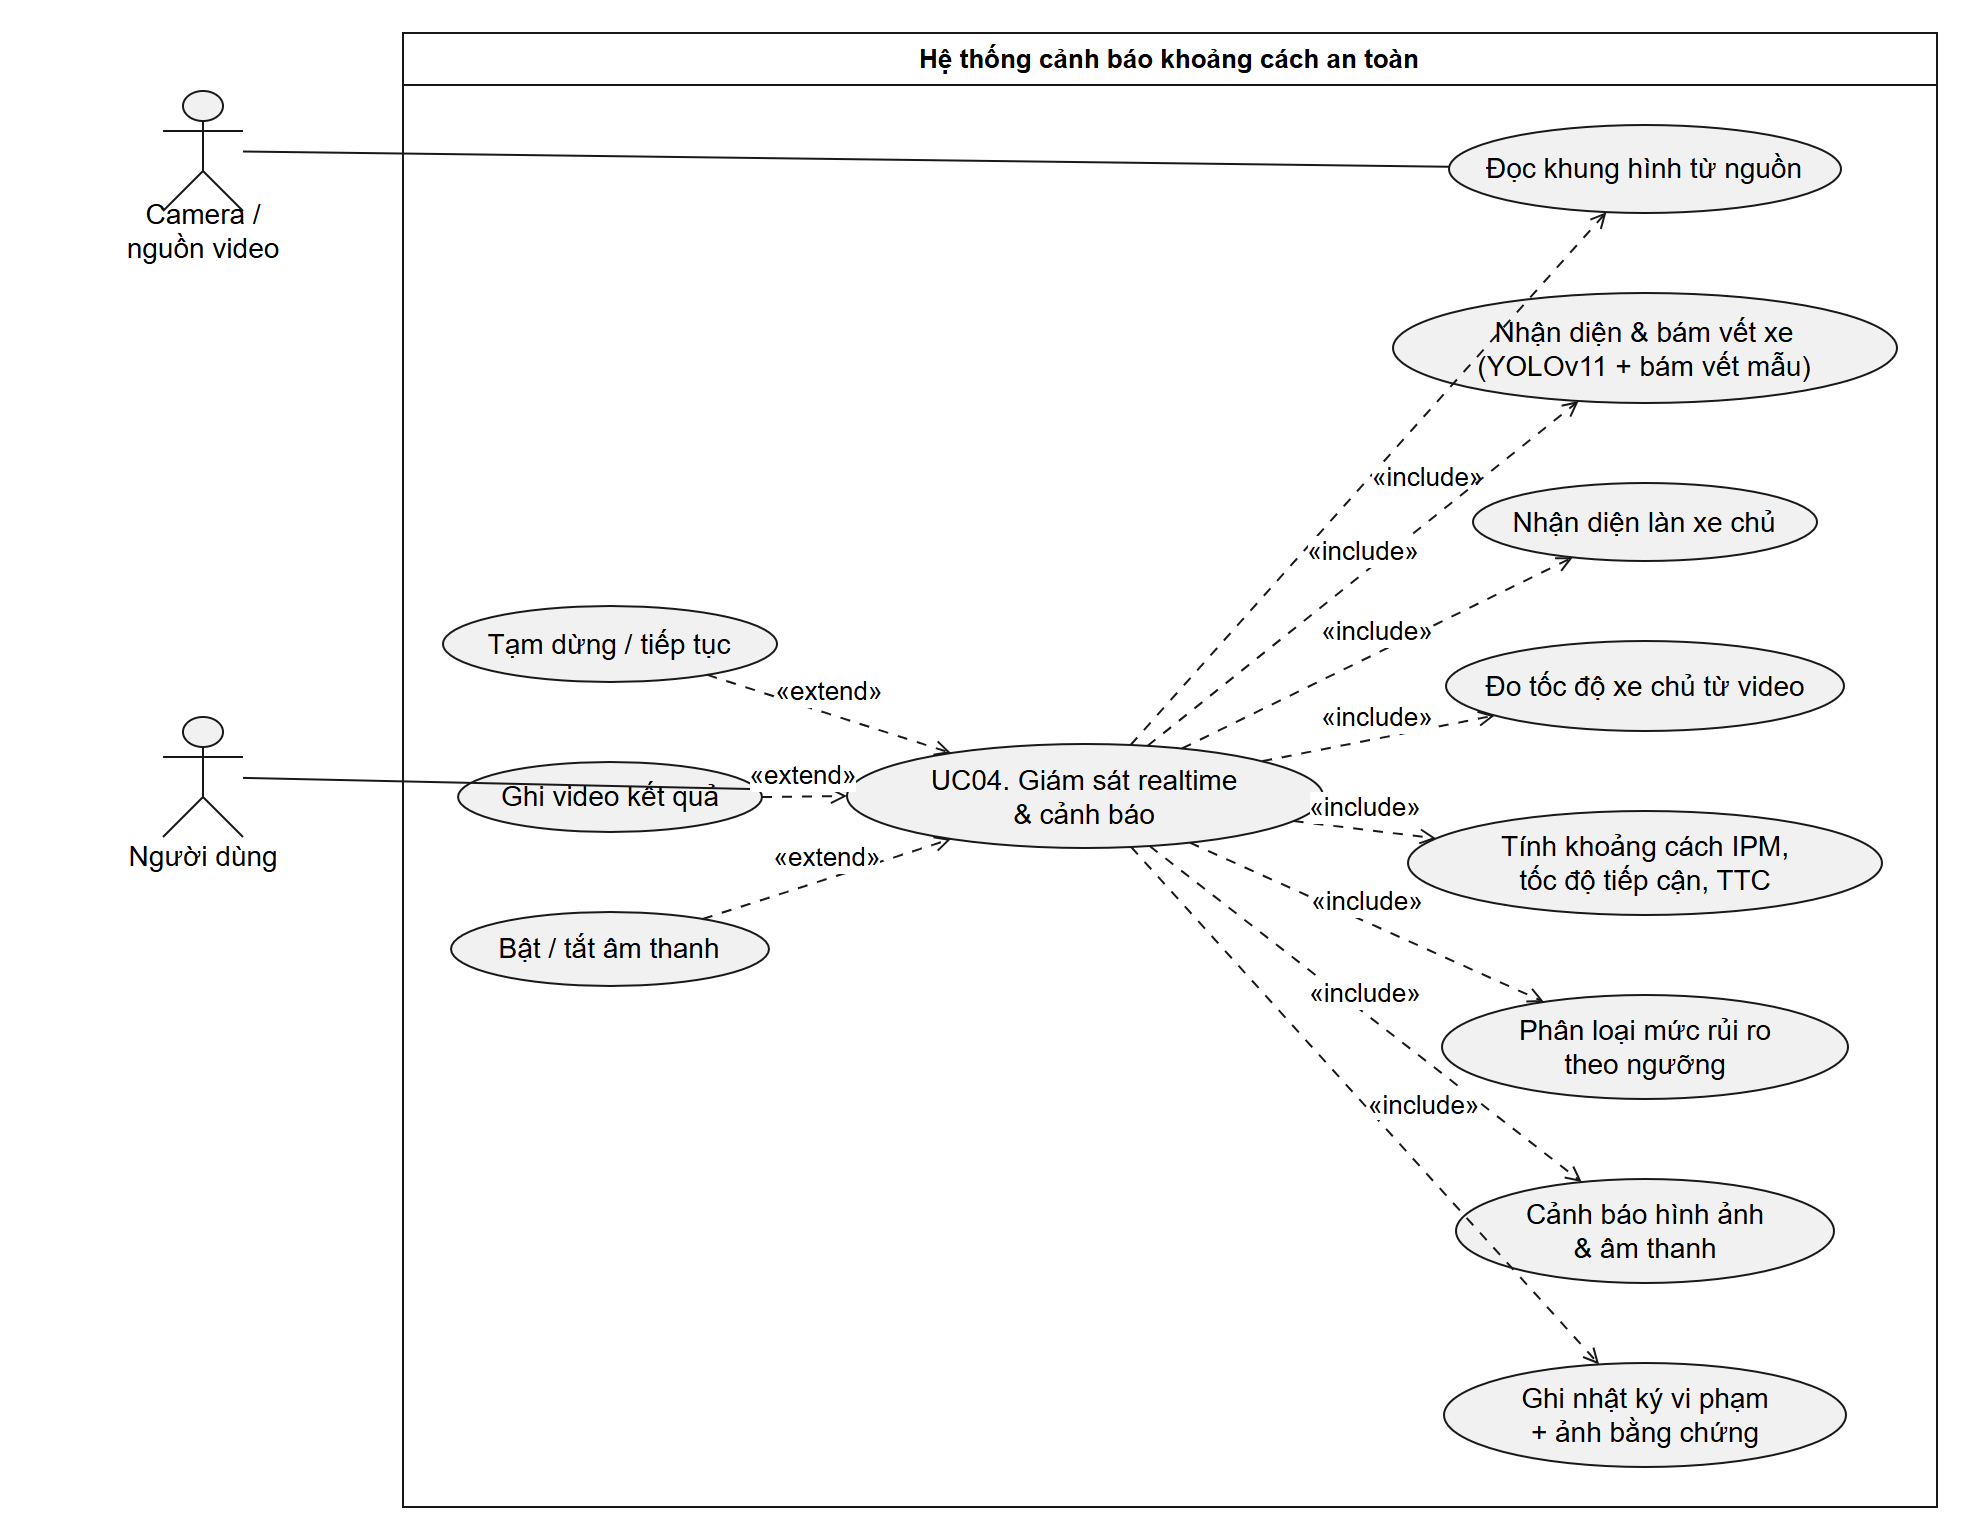 Hệ thống cảnh báo khoảng cách an toàn
Camera /
nguồn video
Đọc khung hình từ nguồn
Nhận diện & bám vết xe
(YOLOv11 + bám vết mẫu)
«include»
Nhận diện làn xe chủ
«include»
«include»
Tạm dừng / tiếp tục
«extend»
Đo tốc độ xe chủ từ video
«include»
Người dùng
Ghi video kết quả
«extend»
UC04. Giám sát realtime
& cảnh báo
«include»
Tính khoảng cách IPM,
tốc độ tiếp cận, TTC
«extend»
Bật / tắt âm thanh
«include»
«include»
Phân loại mức rủi ro
theo ngưỡng
«include»
Cảnh báo hình ảnh
& âm thanh
Ghi nhật ký vi phạm
+ ảnh bằng chứng